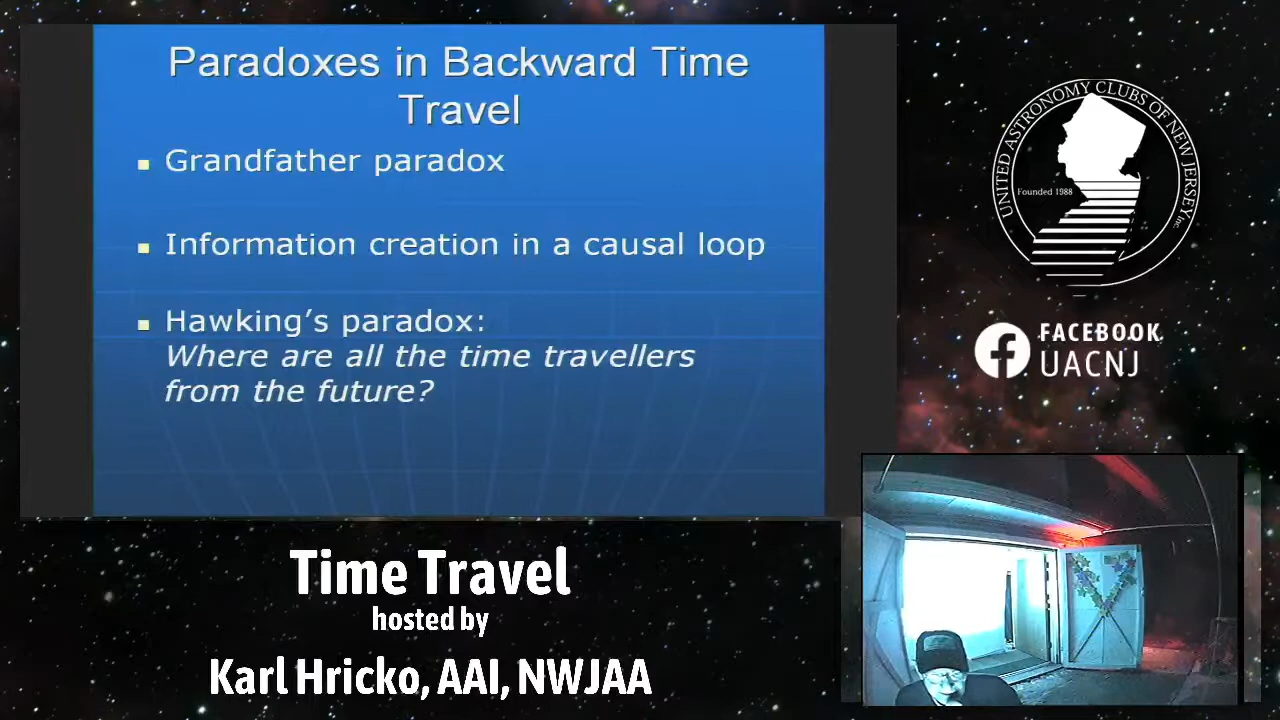 Paradoxes in Backward Time
Travel
Grandfather paradox
Information creation in a causal loop
Hawking's paradox:
Where are all the time travellers
from the future?
UNITED ASTRONOMY CLUBS OF NEW JERSEY Inc.
Founded 1988
FACEBOOK
UACNJ
Time Travel
hosted by
Karl Hricko, AAI, NWJAA